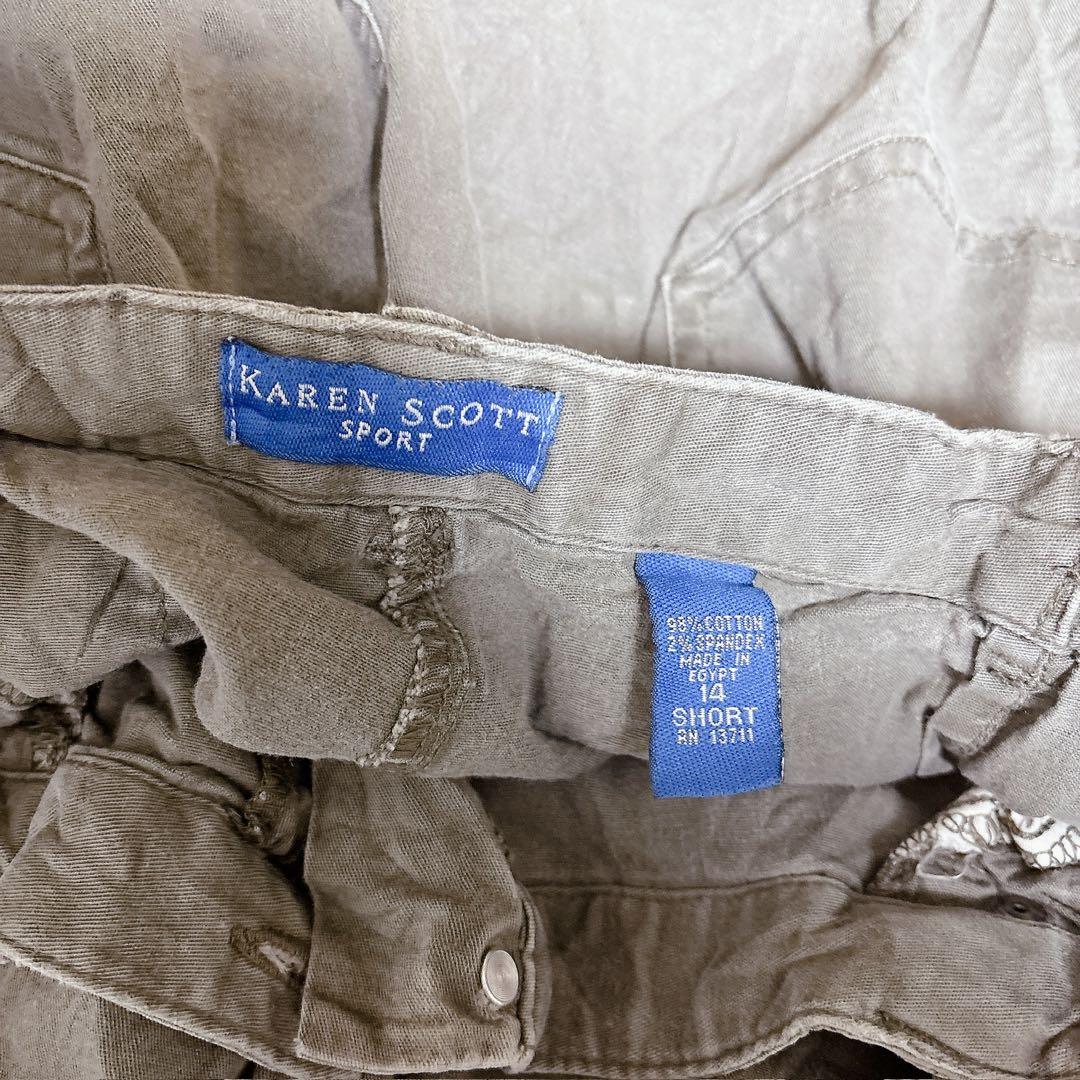 KAREN SCOTT
SPORT
98% COTTON
2% SPANDEX
MADE IN
EGYPT
14
SHORT
RN 13711